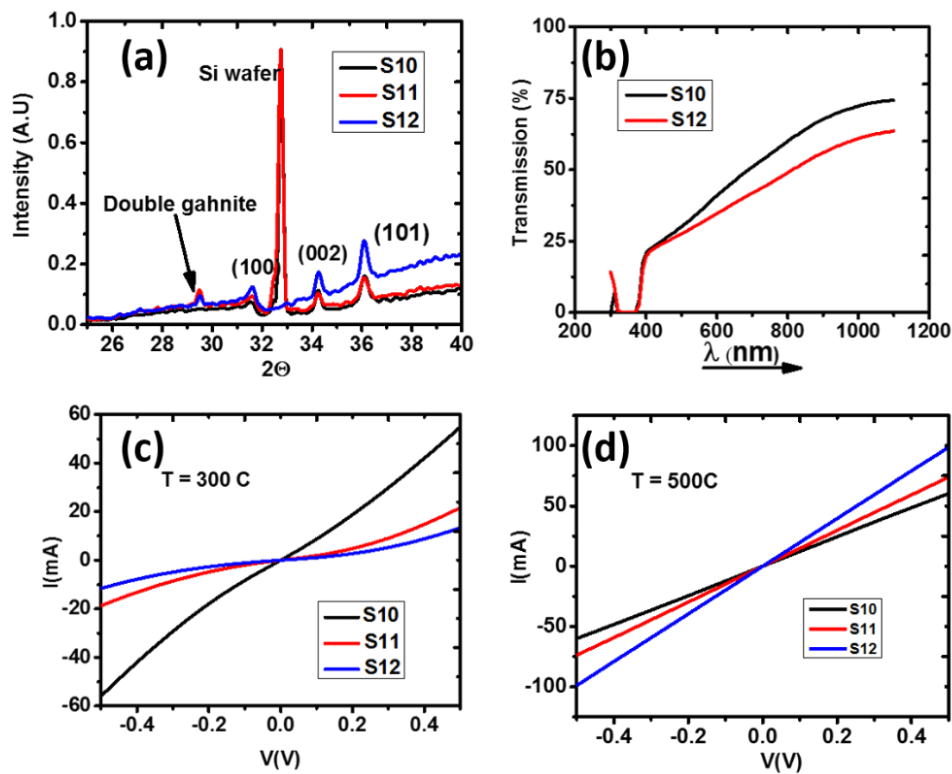 (a)
Si wafer
S10
S11
S12
Double gahnite
(100)
(002)
(101)
Intensity (A.U)
1.0
0.8
0.6
0.4
0.2
0.0
26 28 30 32 34 36 38 40
2Θ
(b)
S10
S12
Transmission (%)
100
75
50
25
0
200 400 600 800 1000 1200
λ (nm)
(c)
T = 300 C
S10
S11
S12
I(mA)
60
40
20
0
-20
-40
-60
-0.4 -0.2 0.0 0.2 0.4
V(V)
(d)
T = 500C
S10
S11
S12
I(mA)
100
75
50
25
0
-25
-50
-75
-100
-0.4 -0.2 0.0 0.2 0.4
V(V)